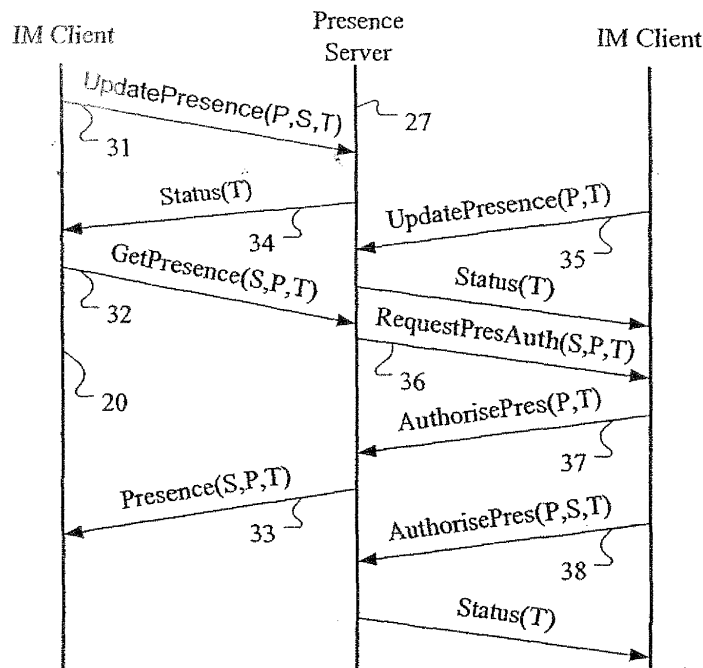 IM Client
Presence
Server
IM Client
UpdatePresence(P,S,T)
27
31
Status(T)
UpdatePresence(P,T)
34
35
GetPresence(S,P,T)
Status(T)
32
RequestPresAuth(S,P,T)
36
20
AuthorisePres(P,T)
37
Presence(S,P,T)
33
AuthorisePres(P,S,T)
38
Status(T)